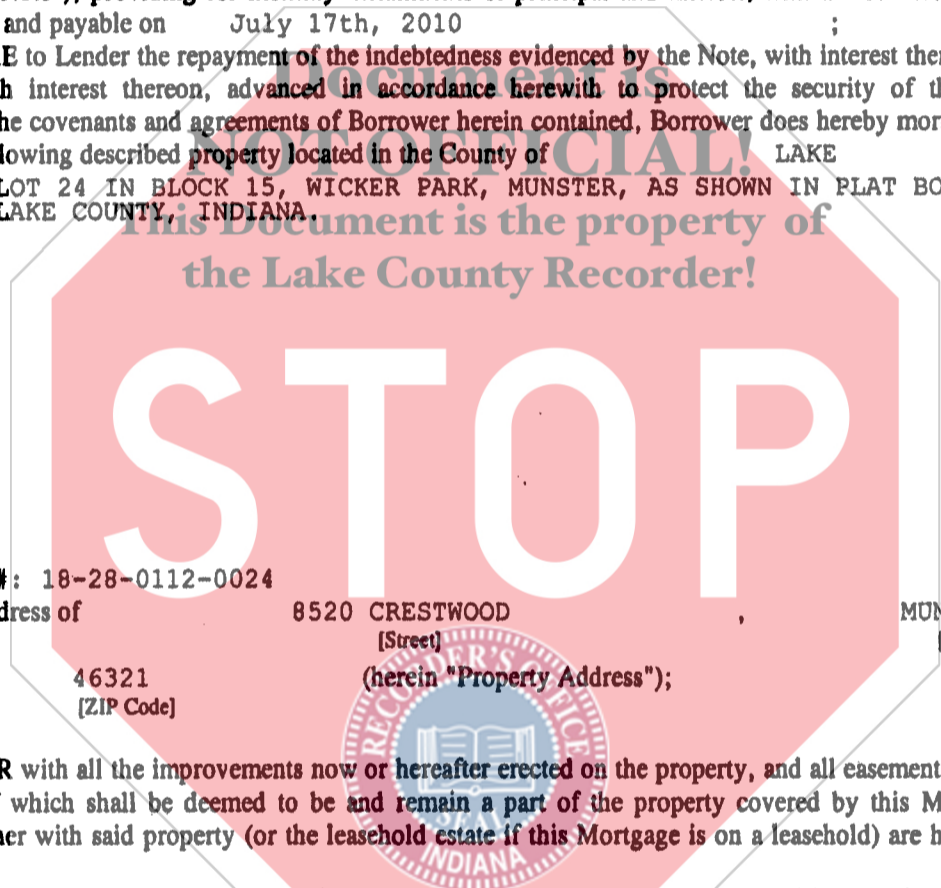 and payable on July 17th, 2010 ;
E to Lender the repayment of the indebtedness evidenced by the Note, with interest
Document is
h interest thereon, advanced in accordance herewith to protect the security of
he covenants and agreements of Borrower herein contained, Borrower does hereby
NOT OFFICIAL!
lowing described property located in the County of LAKE
LOT 24 IN BLOCK 15, WICKER PARK, MUNSTER, AS SHOWN IN PLAT
LAKE COUNTY, INDIANA.
This Document is the property of
the Lake County Recorder!
STOP
#: 18-28-0112-0024
dress of 8520 CRESTWOOD , MUN
[Street]
46321 (herein "Property Address");
[ZIP Code]
RECORDER'S OFFICE
R with all the improvements now or hereafter erected on the property, and all easement
which shall be deemed to be and remain a part of the property covered by this M
SEAL
her with said property (or the leasehold estate if this Mortgage is on a leasehold) are h
INDIANA